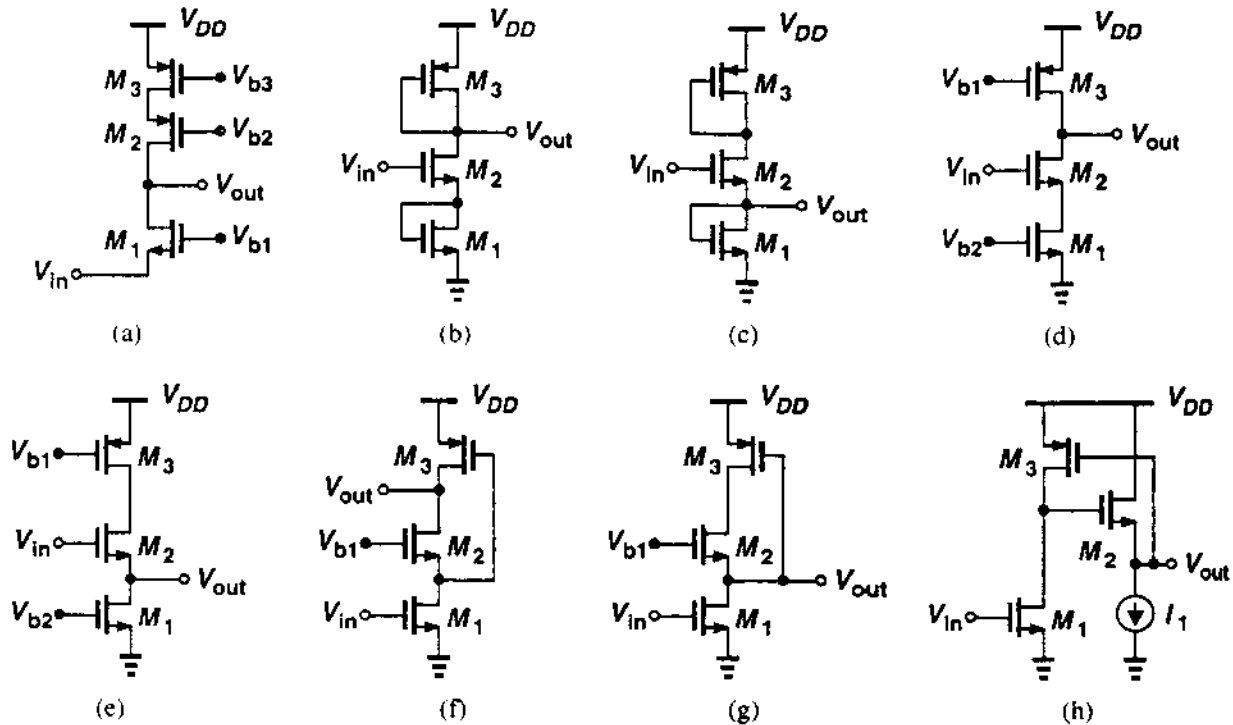 VDD
M3
Vb3
M2
Vb2
Vout
M1
Vb1
Vin
(a)
VDD
M3
Vout
Vin
M2
M1
(b)
VDD
M3
Vin
M2
Vout
M1
(c)
VDD
Vb1
M3
Vout
Vin
M2
Vb2
M1
(d)
VDD
Vb1
M3
Vin
M2
Vout
Vb2
M1
(e)
VDD
M3
Vout
Vb1
M2
Vin
M1
(f)
VDD
M3
Vb1
M2
Vout
Vin
M1
(g)
VDD
M3
M2
Vout
Vin
M1
I1
(h)